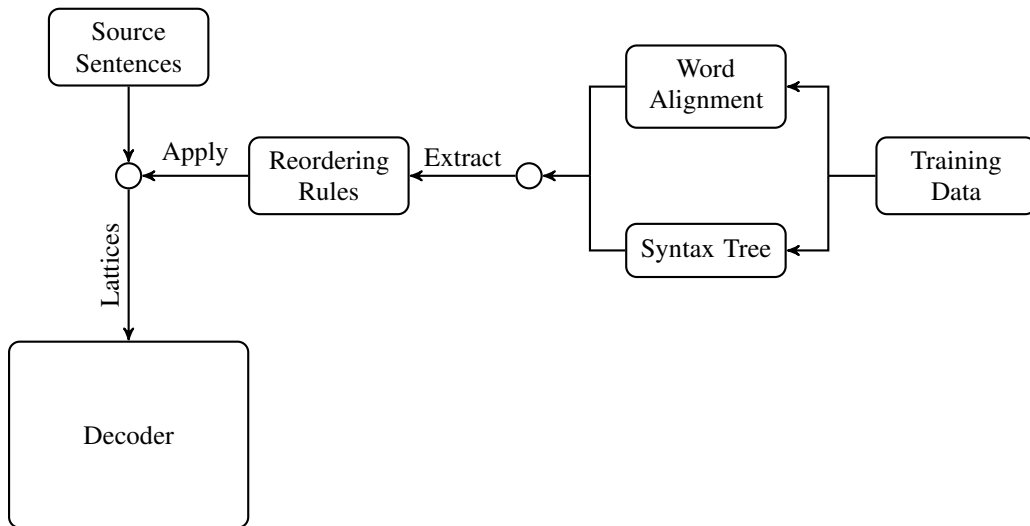 Source
Sentences
Word
Alignment
Apply
Reordering
Rules
Extract
Training
Data
Syntax Tree
Lattices
Decoder